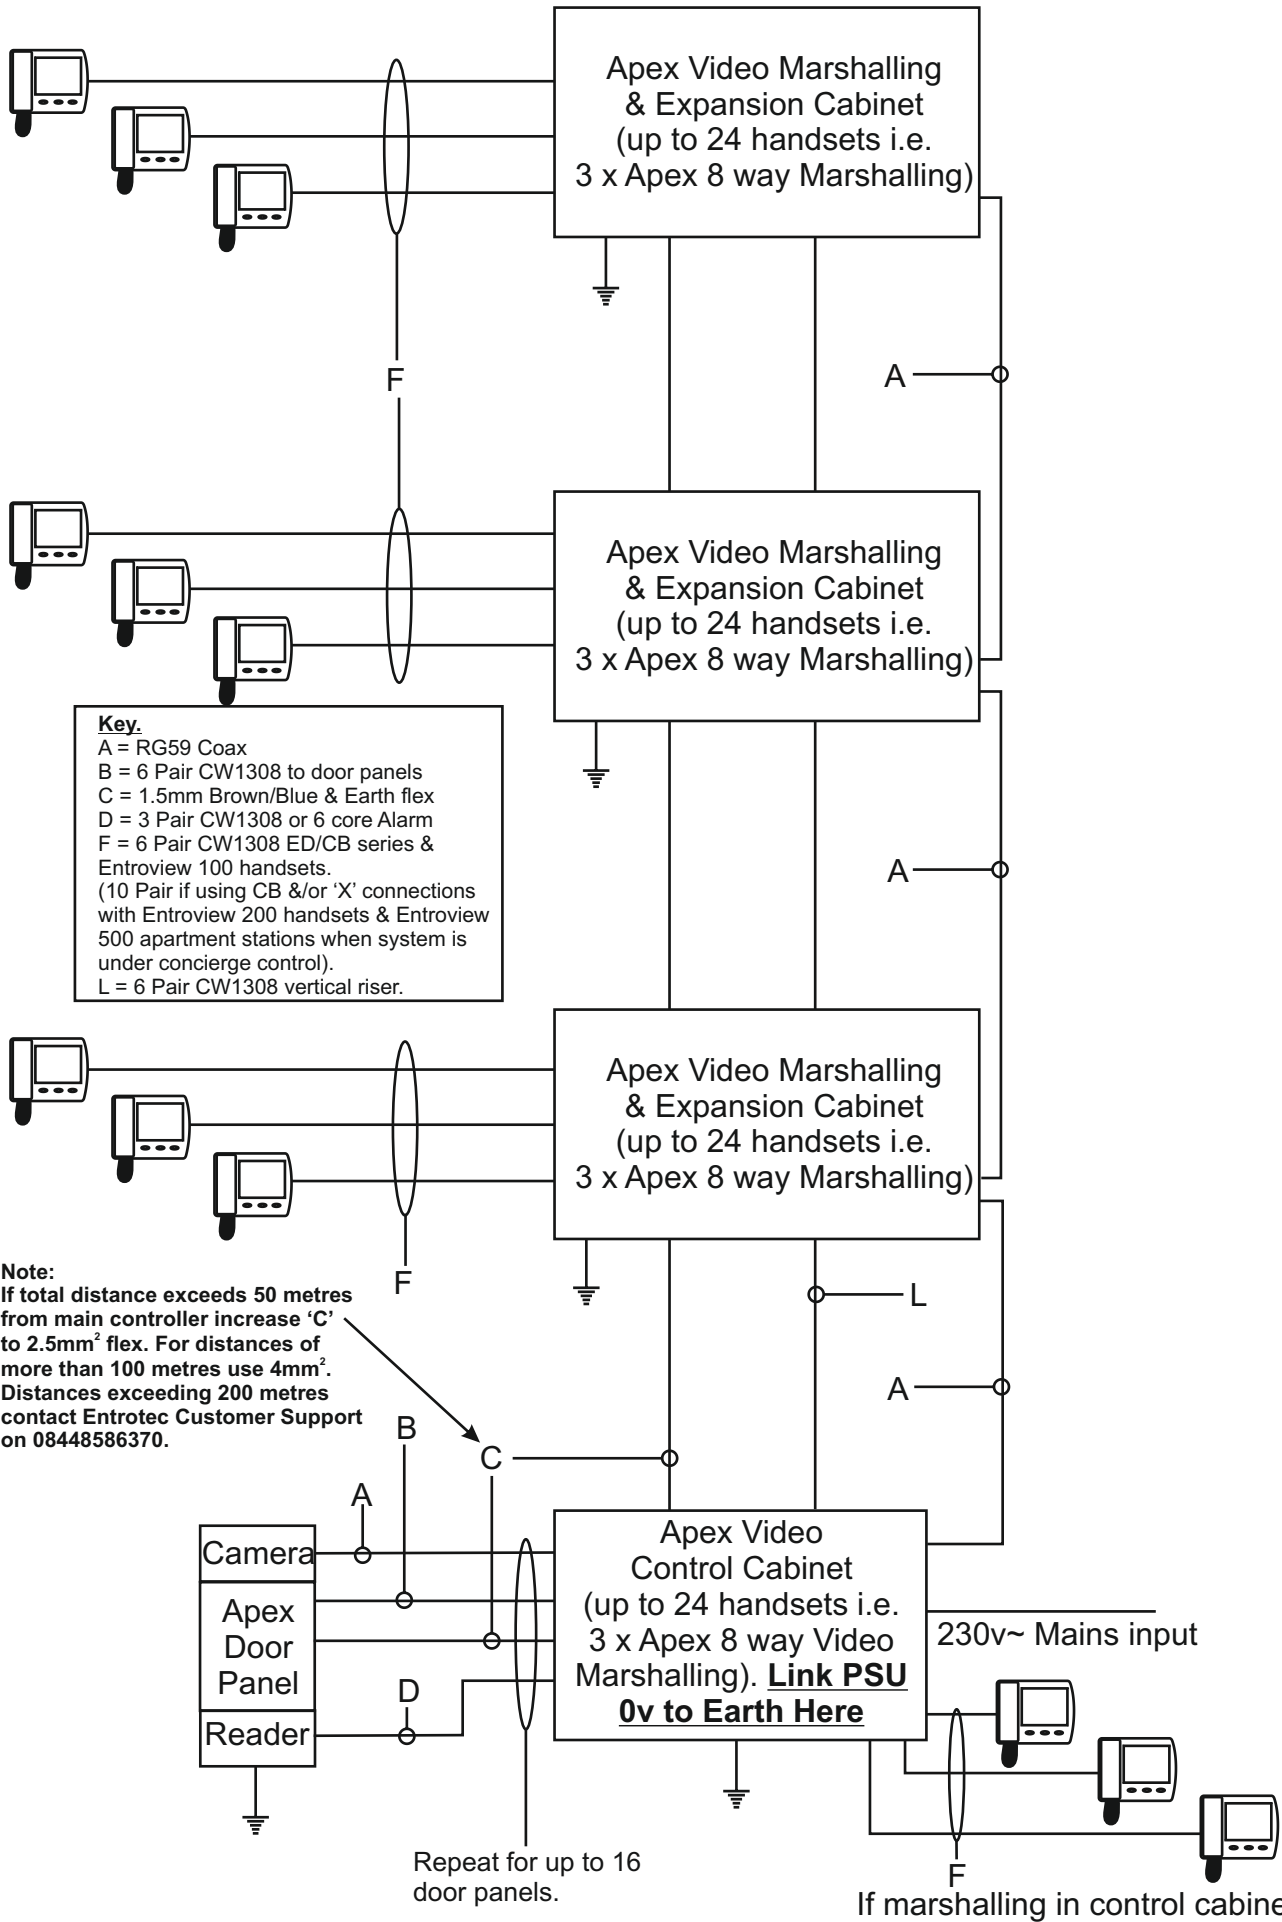 Apex Video Marshalling
& Expansion Cabinet
(up to 24 handsets i.e.
3 x Apex 8 way Marshalling)
A
F
Apex Video Marshalling
& Expansion Cabinet
(up to 24 handsets i.e.
3 x Apex 8 way Marshalling)
Key.
A = RG59 Coax
B = 6 Pair CW1308 to door panels
C = 1.5mm Brown/Blue & Earth flex
D = 3 Pair CW1308 or 6 core Alarm
F = 6 Pair CW1308 ED/CB series &
Entroview 100 handsets.
(10 Pair if using CB &/or ‘X’ connections
with Entroview 200 handsets & Entroview
500 apartment stations when system is
under concierge control).
L = 6 Pair CW1308 vertical riser.
A
Apex Video Marshalling
& Expansion Cabinet
(up to 24 handsets i.e.
3 x Apex 8 way Marshalling)
F
L
Note:
If total distance exceeds 50 metres
from main controller increase ‘C’
to 2.5mm² flex. For distances of
more than 100 metres use 4mm².
Distances exceeding 200 metres
contact Entrotec Customer Support
on 08448586370.
A
B
C
A
Camera
Apex
Door
Panel
Reader
D
Apex Video
Control Cabinet
(up to 24 handsets i.e.
3 x Apex 8 way Video
Marshalling). Link PSU
0v to Earth Here
230v~ Mains input
Repeat for up to 16
door panels.
F
If marshalling in control cabine